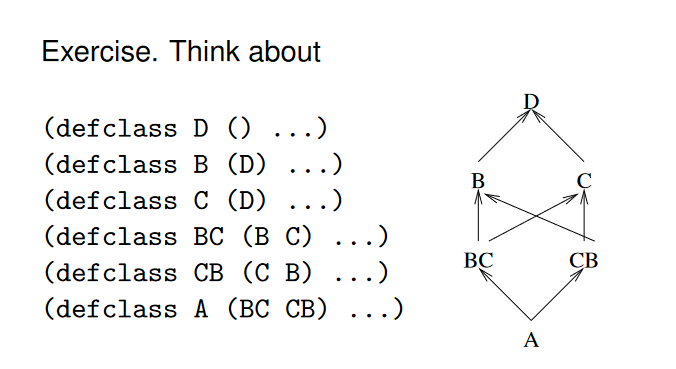 Exercise. Think about
(defclass D () ...)
(defclass B (D) ...)
(defclass C (D) ...)
(defclass BC (B C) ...)
(defclass CB (C B) ...)
(defclass A (BC CB) ...)
D
B C
BC CB
A